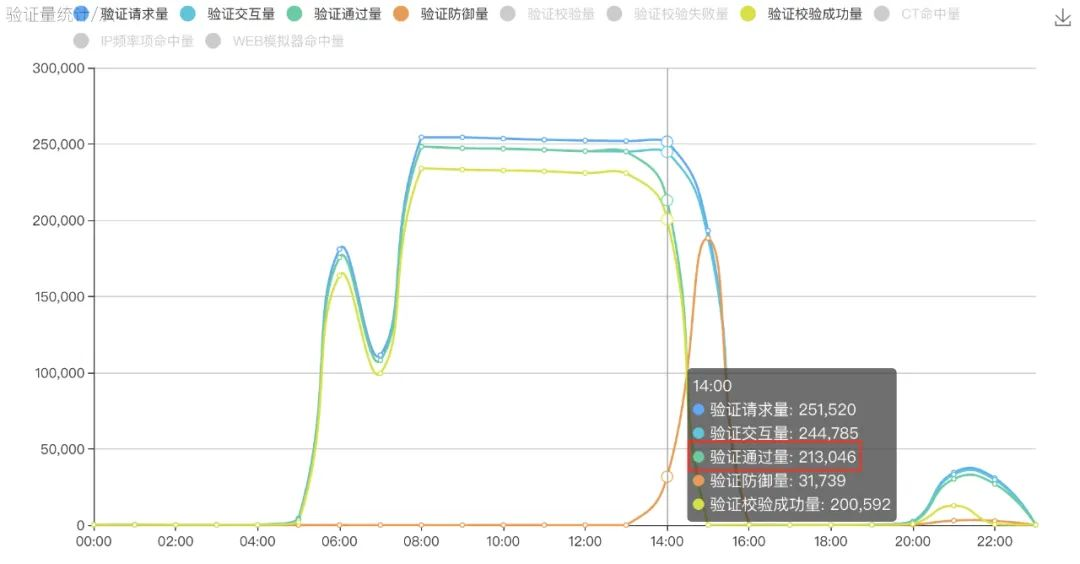 验证量统计/ 验证请求量 验证交互量 验证通过量 验证防御量 验证校验量 验证校验失败量 验证校验成功量 CT命中量
IP频率项命中量 WEB模拟器命中量
300,000
250,000
200,000
150,000
100,000
50,000
0
14:00
验证请求量: 251,520
验证交互量: 244,785
验证通过量: 213,046
验证防御量: 31,739
验证校验成功量: 200,592
00:00 02:00 04:00 06:00 08:00 10:00 12:00 14:00 16:00 18:00 20:00 22:00